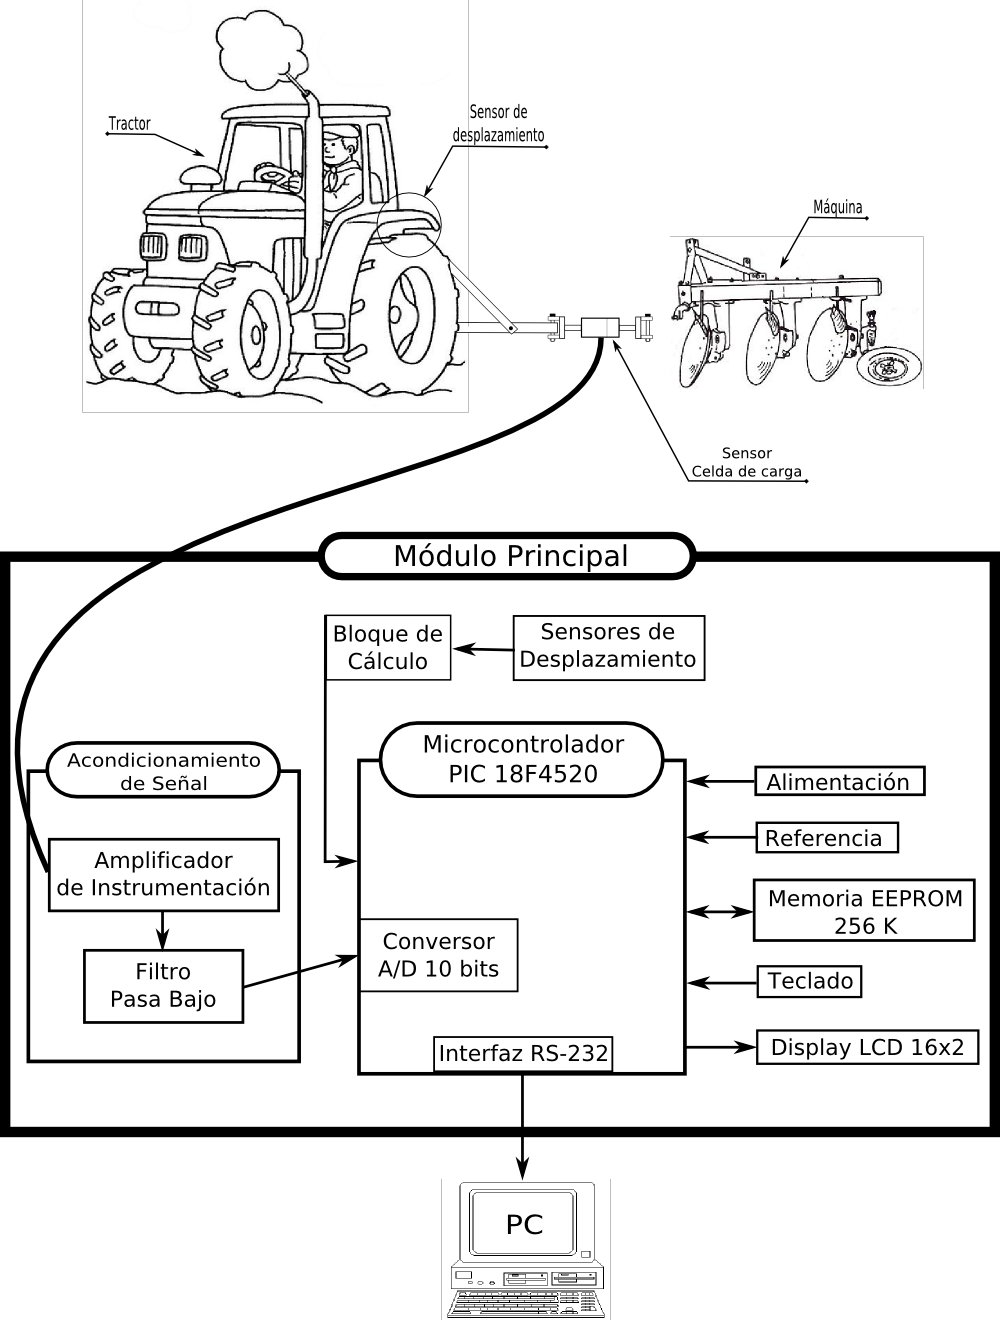 Tractor
Sensor de
desplazamiento
Máquina
Sensor
Celda de carga
Módulo Principal
Bloque de
Cálculo
Sensores de
Desplazamiento
Acondicionamiento
de Señal
Microcontrolador
PIC 18F4520
Alimentación
Referencia
Amplificador
de Instrumentación
Memoria EEPROM
256 K
Filtro
Pasa Bajo
Conversor
A/D 10 bits
Teclado
Interfaz RS-232
Display LCD 16x2
PC